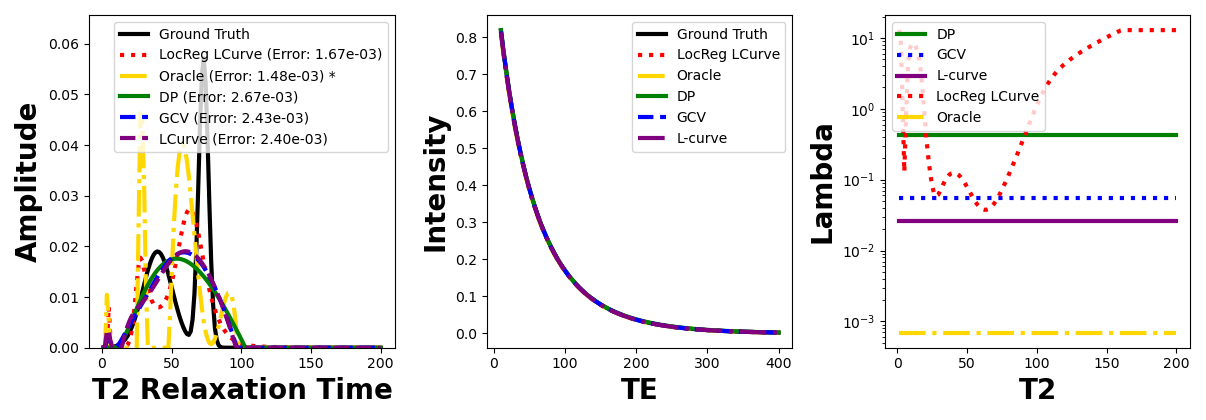 Amplitude
0.06
0.05
0.04
0.03
0.02
0.01
0.00
Ground Truth
LocReg LCurve (Error: 1.67e-03)
Oracle (Error: 1.48e-03) *
DP (Error: 2.67e-03)
GCV (Error: 2.43e-03)
LCurve (Error: 2.40e-03)
0 50 100 150 200
T2 Relaxation Time
Intensity
0.8
0.7
0.6
0.5
0.4
0.3
0.2
0.1
0.0
Ground Truth
LocReg LCurve
Oracle
DP
GCV
L-curve
0 100 200 300 400
TE
Lambda
10¹
10⁰
10⁻¹
10⁻²
10⁻³
DP
GCV
L-curve
LocReg LCurve
Oracle
0 50 100 150 200
T2